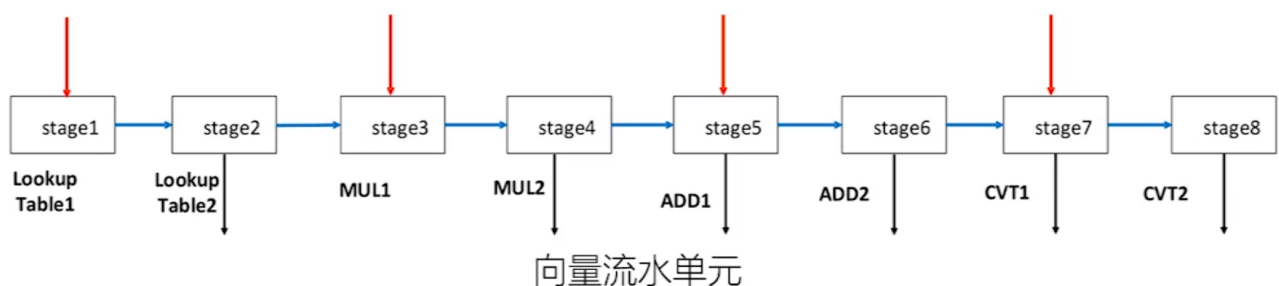 stage1
stage2
stage3
stage4
stage5
stage6
stage7
stage8
Lookup
Table1
Lookup
Table2
MUL1
MUL2
ADD1
ADD2
CVT1
CVT2
向量流水单元